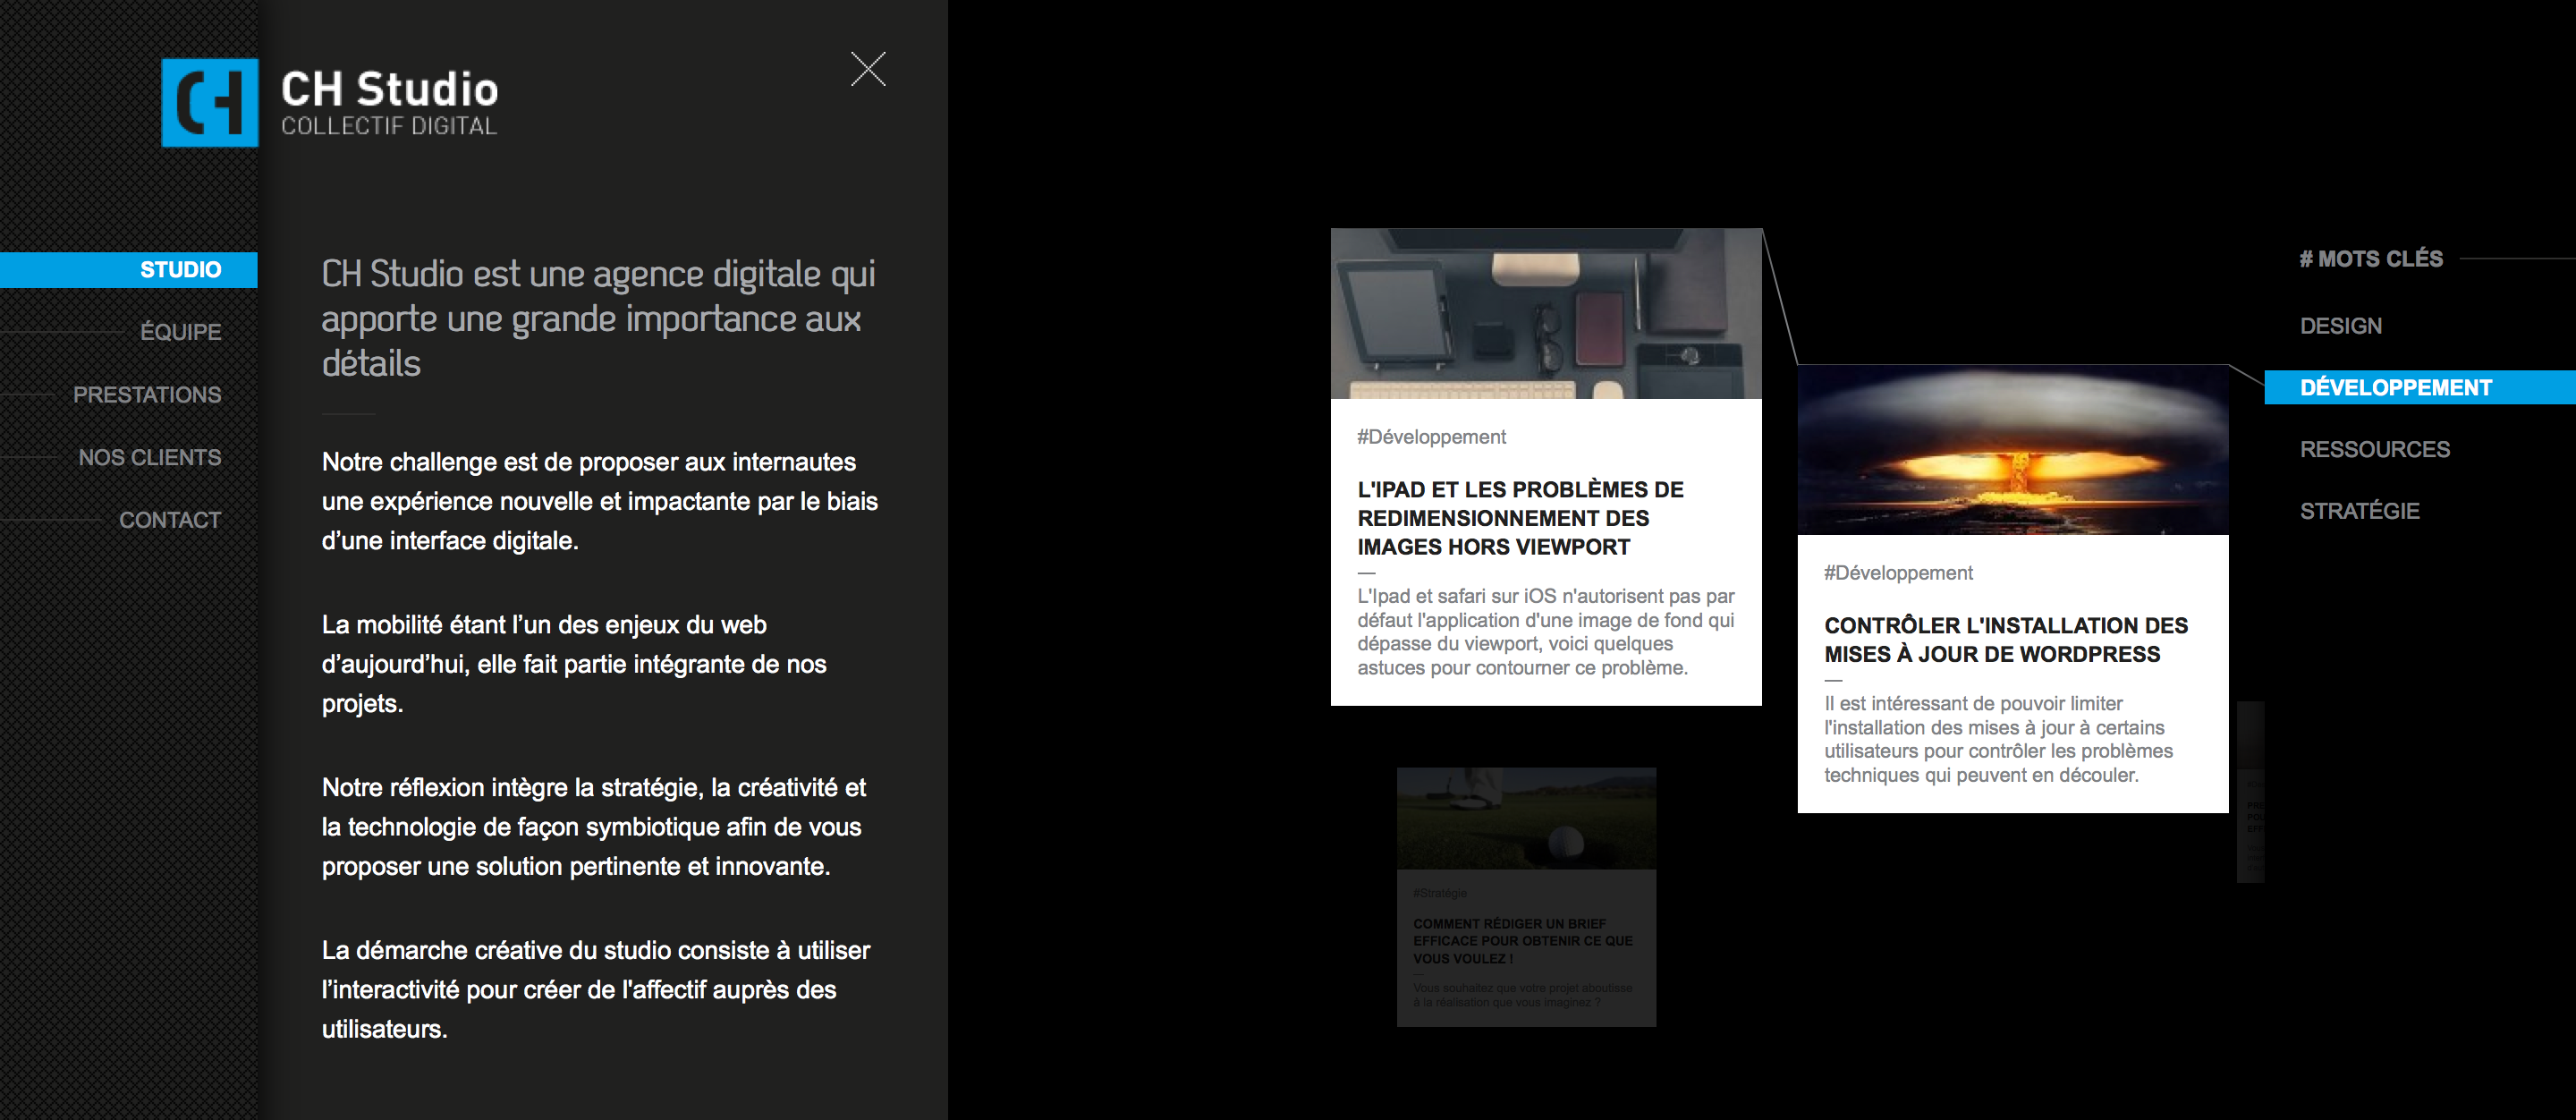 CH
CH Studio
COLLECTIF DIGITAL
STUDIO
ÉQUIPE
PRESTATIONS
NOS CLIENTS
CONTACT
CH Studio est une agence digitale qui
apporte une grande importance aux
détails
Notre challenge est de proposer aux internautes
une expérience nouvelle et impactante par le biais
d’une interface digitale.
La mobilité étant l’un des enjeux du web
d’aujourd’hui, elle fait partie intégrante de nos
projets.
Notre réflexion intègre la stratégie, la créativité et
la technologie de façon symbiotique afin de vous
proposer une solution pertinente et innovante.
La démarche créative du studio consiste à utiliser
l’interactivité pour créer de l'affectif auprès des
utilisateurs.
#Développement
L'IPAD ET LES PROBLÈMES DE
REDIMENSIONNEMENT DES
IMAGES HORS VIEWPORT
—
L'Ipad et safari sur iOS n'autorisent pas par
défaut l'application d'une image de fond qui
dépasse du viewport, voici quelques
astuces pour contourner ce problème.
#Développement
CONTRÔLER L'INSTALLATION DES
MISES À JOUR DE WORDPRESS
—
Il est intéressant de pouvoir limiter
l'installation des mises à jour à certains
utilisateurs pour contrôler les problèmes
techniques qui peuvent en découler.
#Stratégie
COMMENT RÉDIGER UN BRIEF
EFFICACE POUR OBTENIR CE QUE
VOUS VOULEZ !
—
Vous souhaitez que votre projet aboutisse
à la réalisation que vous imaginez ?
# MOTS CLÉS
DESIGN
DÉVELOPPEMENT
RESSOURCES
STRATÉGIE